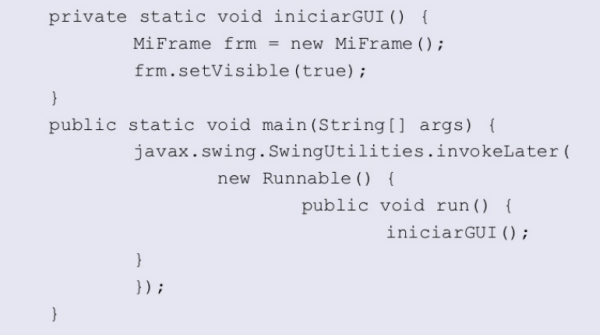 private static void iniciarGUI() {
MiFrame frm = new MiFrame();
frm.setVisible(true);
}
public static void main(String[] args) {
javax.swing.SwingUtilities.invokeLater(
new Runnable() {
public void run() {
iniciarGUI();
}
});
}